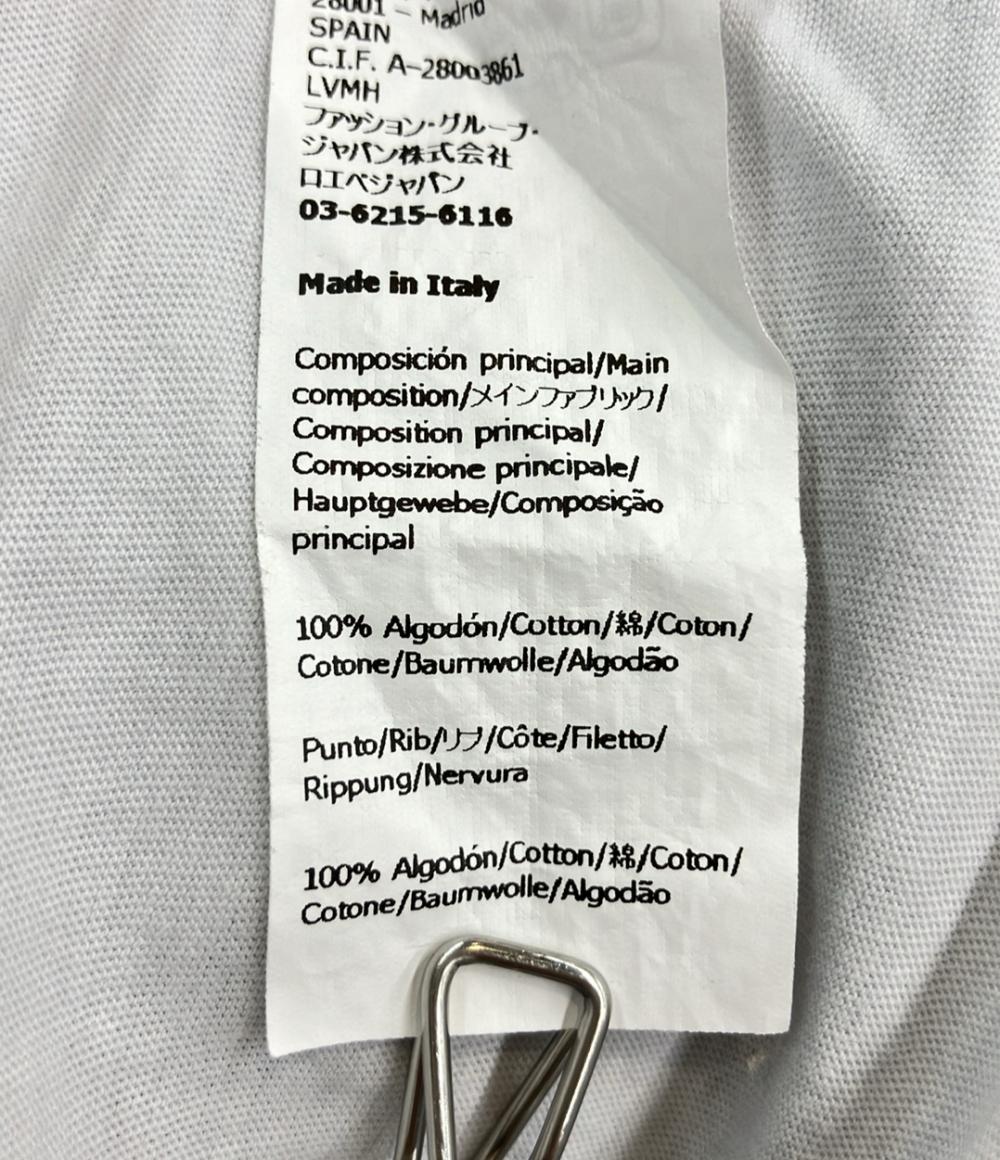 28001 – Madrid
SPAIN
C.I.F. A-28003861
LVMH
ファッション・グループ・
ジャパン株式会社
ロエベジャパン
03-6215-6116
Made in Italy
Composición principal/Main
composition/メインファブリック/
Composition principal/
Composizione principale/
Hauptgewebe/Composição
principal
100% Algodón/Cotton/綿/Coton/
Cotone/Baumwolle/Algodão
Punto/Rib/リブ/Côte/Filetto/
Rippung/Nervura
100% Algodón/Cotton/綿/Coton/
Cotone/Baumwolle/Algodão